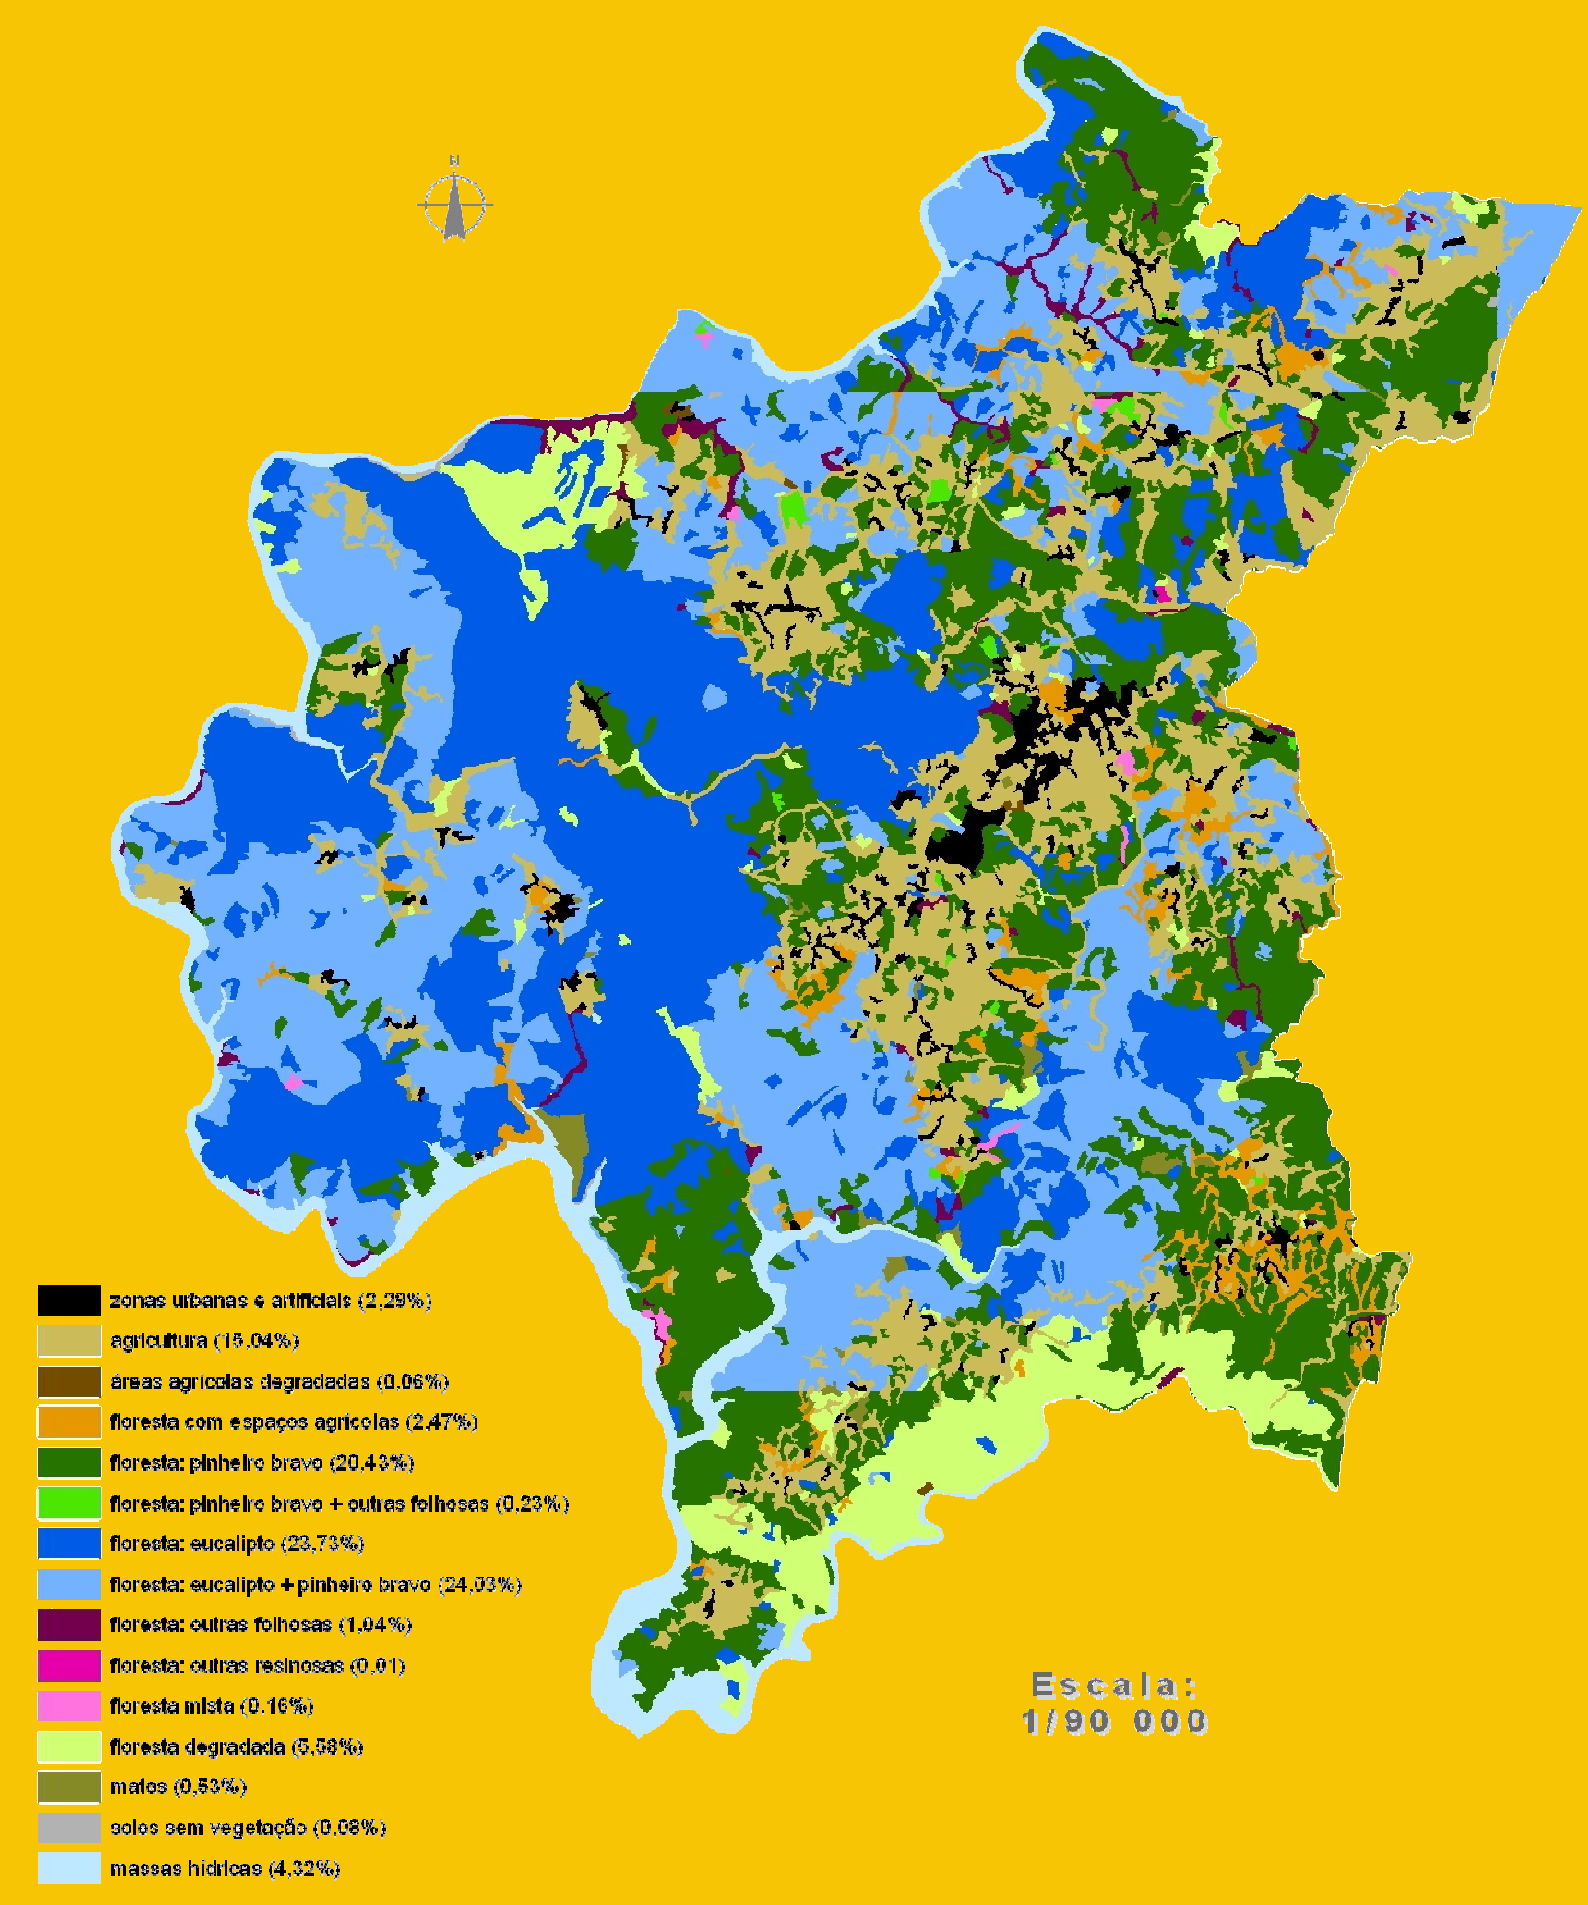 N
zonas urbanas e artificiais (2,29%)
agricultura (15,04%)
áreas agrícolas degradadas (0,06%)
floresta com espaços agrícolas (2,47%)
floresta: pinheiro bravo (20,43%)
floresta: pinheiro bravo + outras folhosas (0,23%)
floresta: eucalipto (23,73%)
floresta: eucalipto + pinheiro bravo (24,03%)
floresta: outras folhosas (1,04%)
floresta: outras resinosas (0,01)
floresta mista (0.16%)
floresta degradada (5,58%)
matos (0,53%)
solos sem vegetação (0,08%)
massas hídricas (4,32%)
Escala:
1/90 000